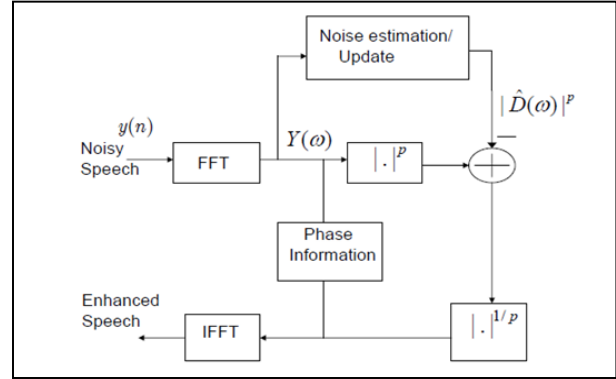 Noise estimation/
Update
| D̂(ω) |^p
−
y(n)
Noisy
Speech
FFT
Y(ω)
| . |^p
+
Phase
Information
Enhanced
Speech
IFFT
| . |^{1/p}